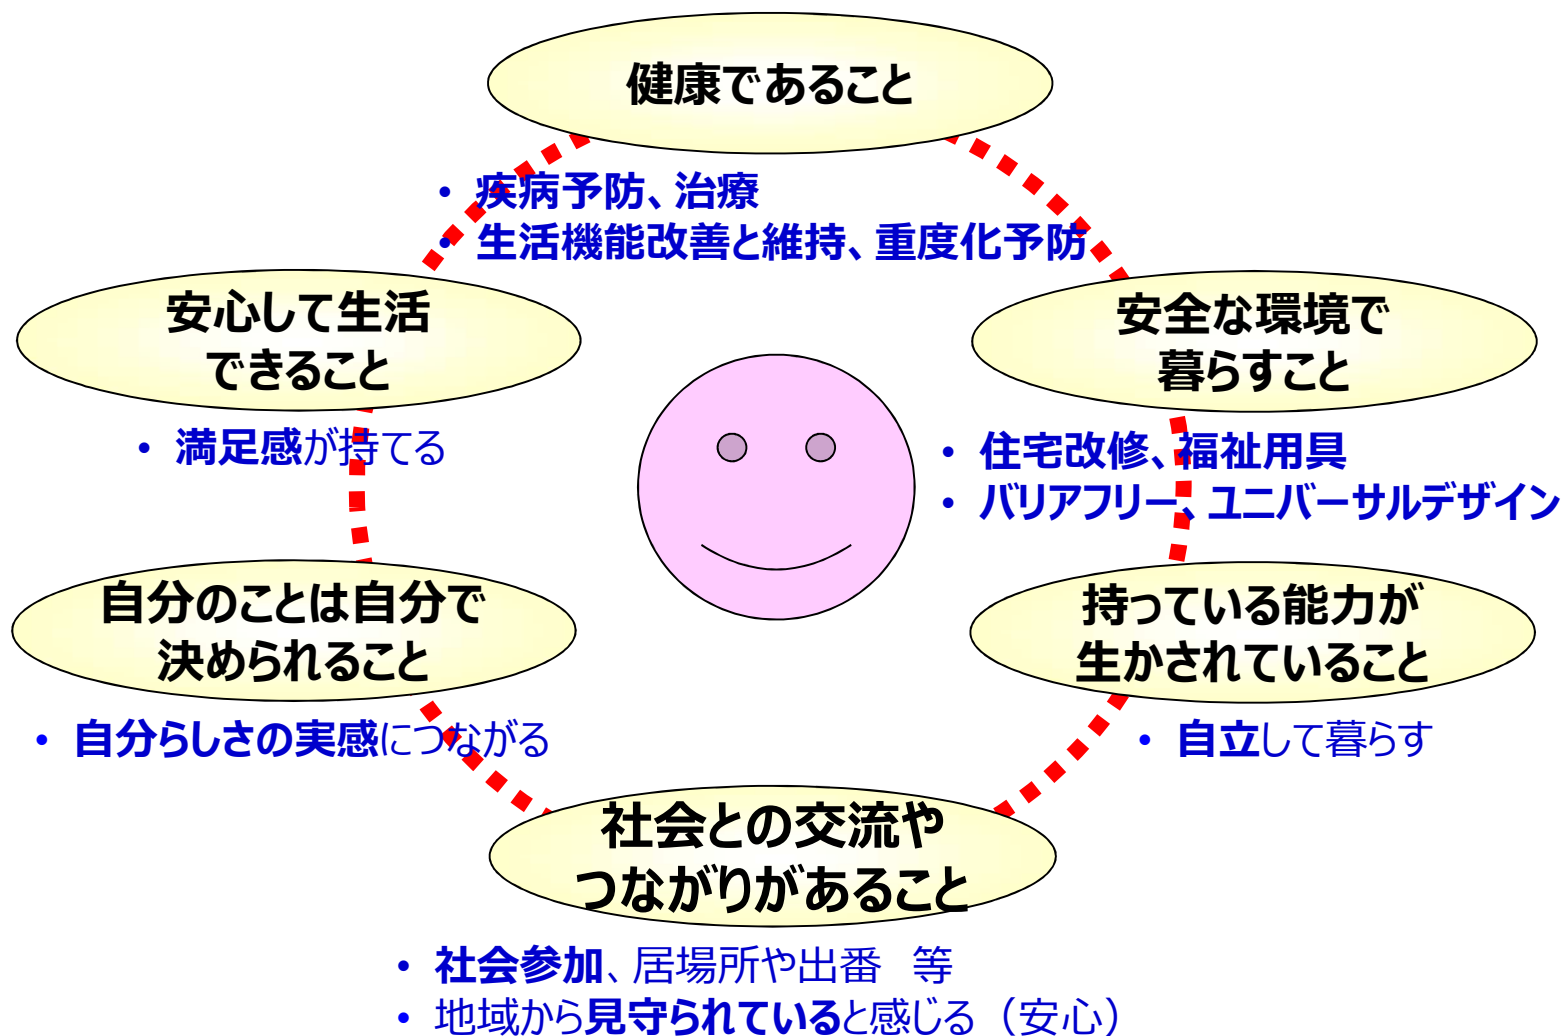 健康であること
• 疾病予防、治療
• 生活機能改善と維持、重度化予防
安心して生活
できること
• 満足感が持てる
安全な環境で
暮らすこと
• 住宅改修、福祉用具
• バリアフリー、ユニバーサルデザイン
自分のことは自分で
決められること
• 自分らしさの実感につながる
持っている能力が
生かされていること
• 自立して暮らす
社会との交流や
つながりがあること
• 社会参加、居場所や出番　等
• 地域から見守られていると感じる（安心）